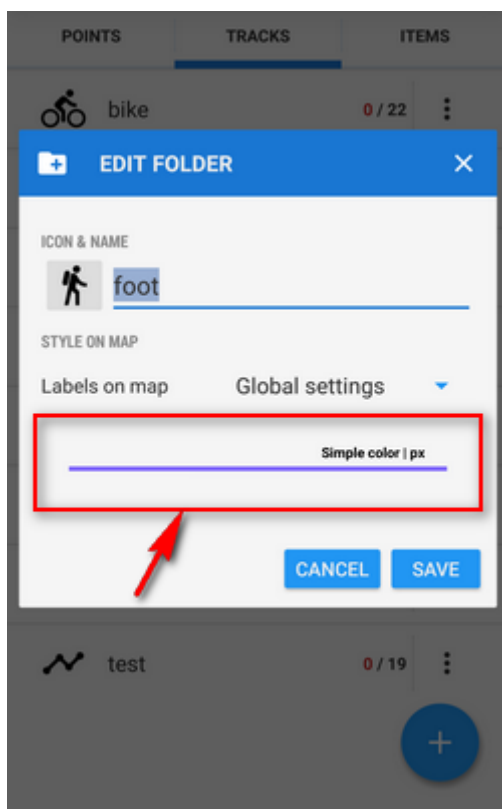 POINTS TRACKS ITEMS
bike 0 / 22
EDIT FOLDER
ICON & NAME
foot
STYLE ON MAP
Labels on map Global settings
Simple color | px
CANCEL SAVE
test 0 / 19